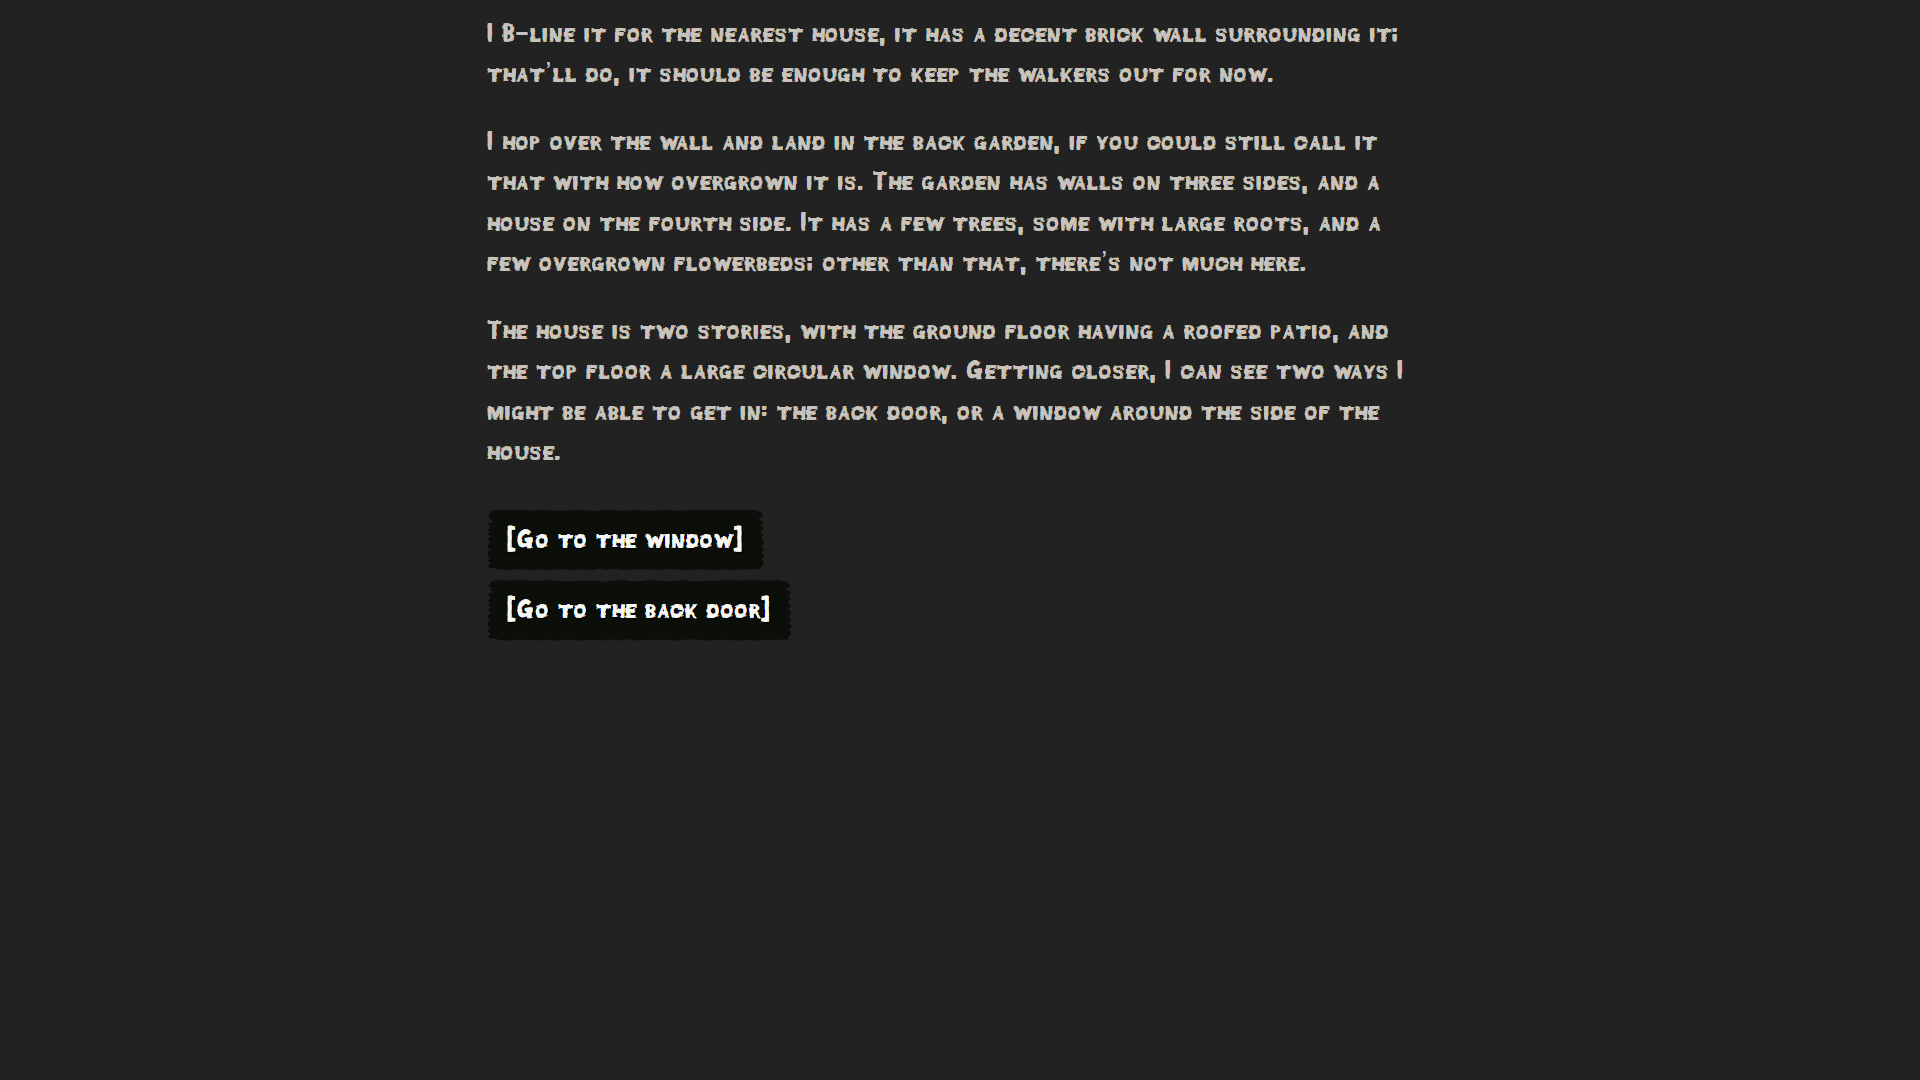 I B-line it for the nearest house, it has a decent brick wall surrounding it;
that'll do, it should be enough to keep the walkers out for now.
I hop over the wall and land in the back garden, if you could still call it
that with how overgrown it is. The garden has walls on three sides, and a
house on the fourth side. It has a few trees, some with large roots, and a
few overgrown flowerbeds; other than that, there's not much here.
The house is two stories, with the ground floor having a roofed patio, and
the top floor a large circular window. Getting closer, I can see two ways I
might be able to get in: the back door, or a window around the side of the
house.
[Go to the window]
[Go to the back door]